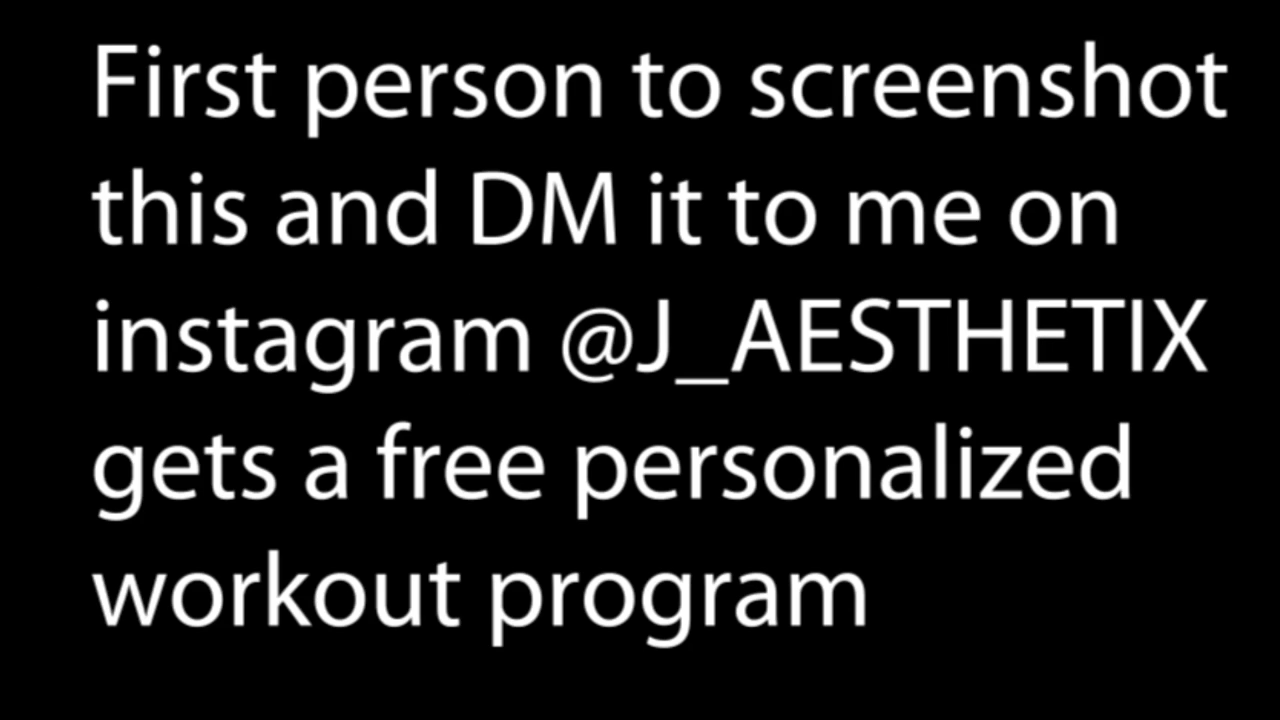 First person to screenshot
this and DM it to me on
instagram @J_AESTHETIX
gets a free personalized
workout program